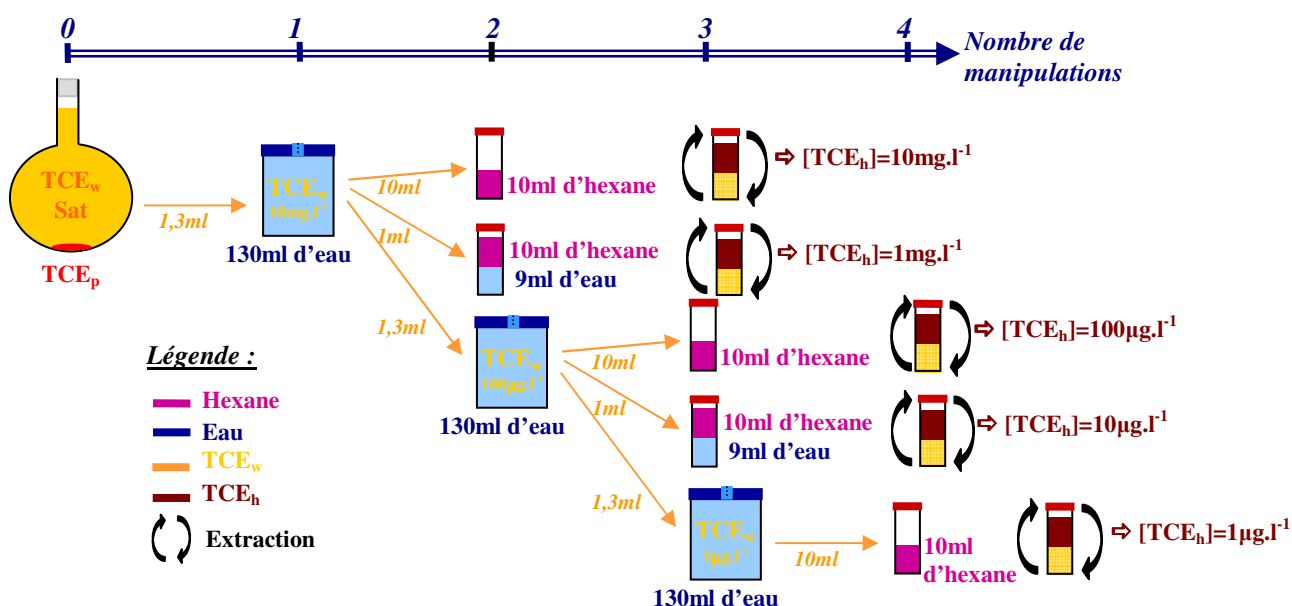 0 1 2 3 4
Nombre de
manipulations
TCEw
Sat
TCEp
1,3ml
TCEw
10mg.l-1
130ml d’eau
10ml
10ml d’hexane
⇨ [TCEh]=10mg.l-1
1ml
10ml d’hexane
9ml d’eau
⇨ [TCEh]=1mg.l-1
1,3ml
TCEw
100µg.l-1
130ml d’eau
10ml
10ml d’hexane
⇨ [TCEh]=100µg.l-1
1ml
10ml d’hexane
9ml d’eau
⇨ [TCEh]=10µg.l-1
1,3ml
TCEw
1µg.l-1
130ml d’eau
10ml
10ml
d’hexane
⇨ [TCEh]=1µg.l-1
Légende :
Hexane
Eau
TCEw
TCEh
Extraction